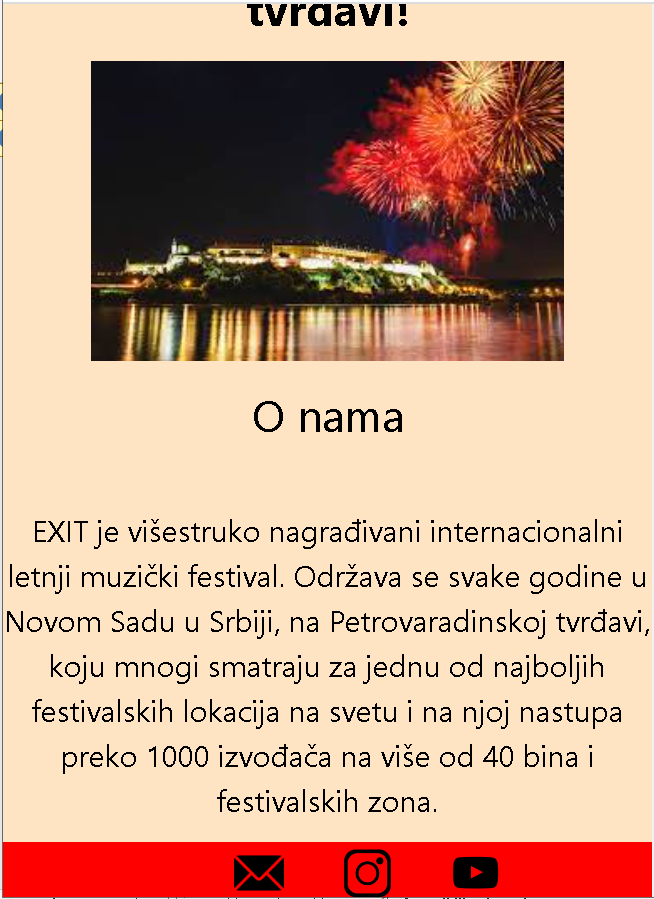 tvrđavi!
O nama
EXIT je višestruko nagrađivani internacionalni
letnji muzički festival. Održava se svake godine u
Novom Sadu u Srbiji, na Petrovaradinskoj tvrđavi,
koju mnogi smatraju za jednu od najboljih
festivalskih lokacija na svetu i na njoj nastupa
preko 1000 izvođača na više od 40 bina i
festivalskih zona.